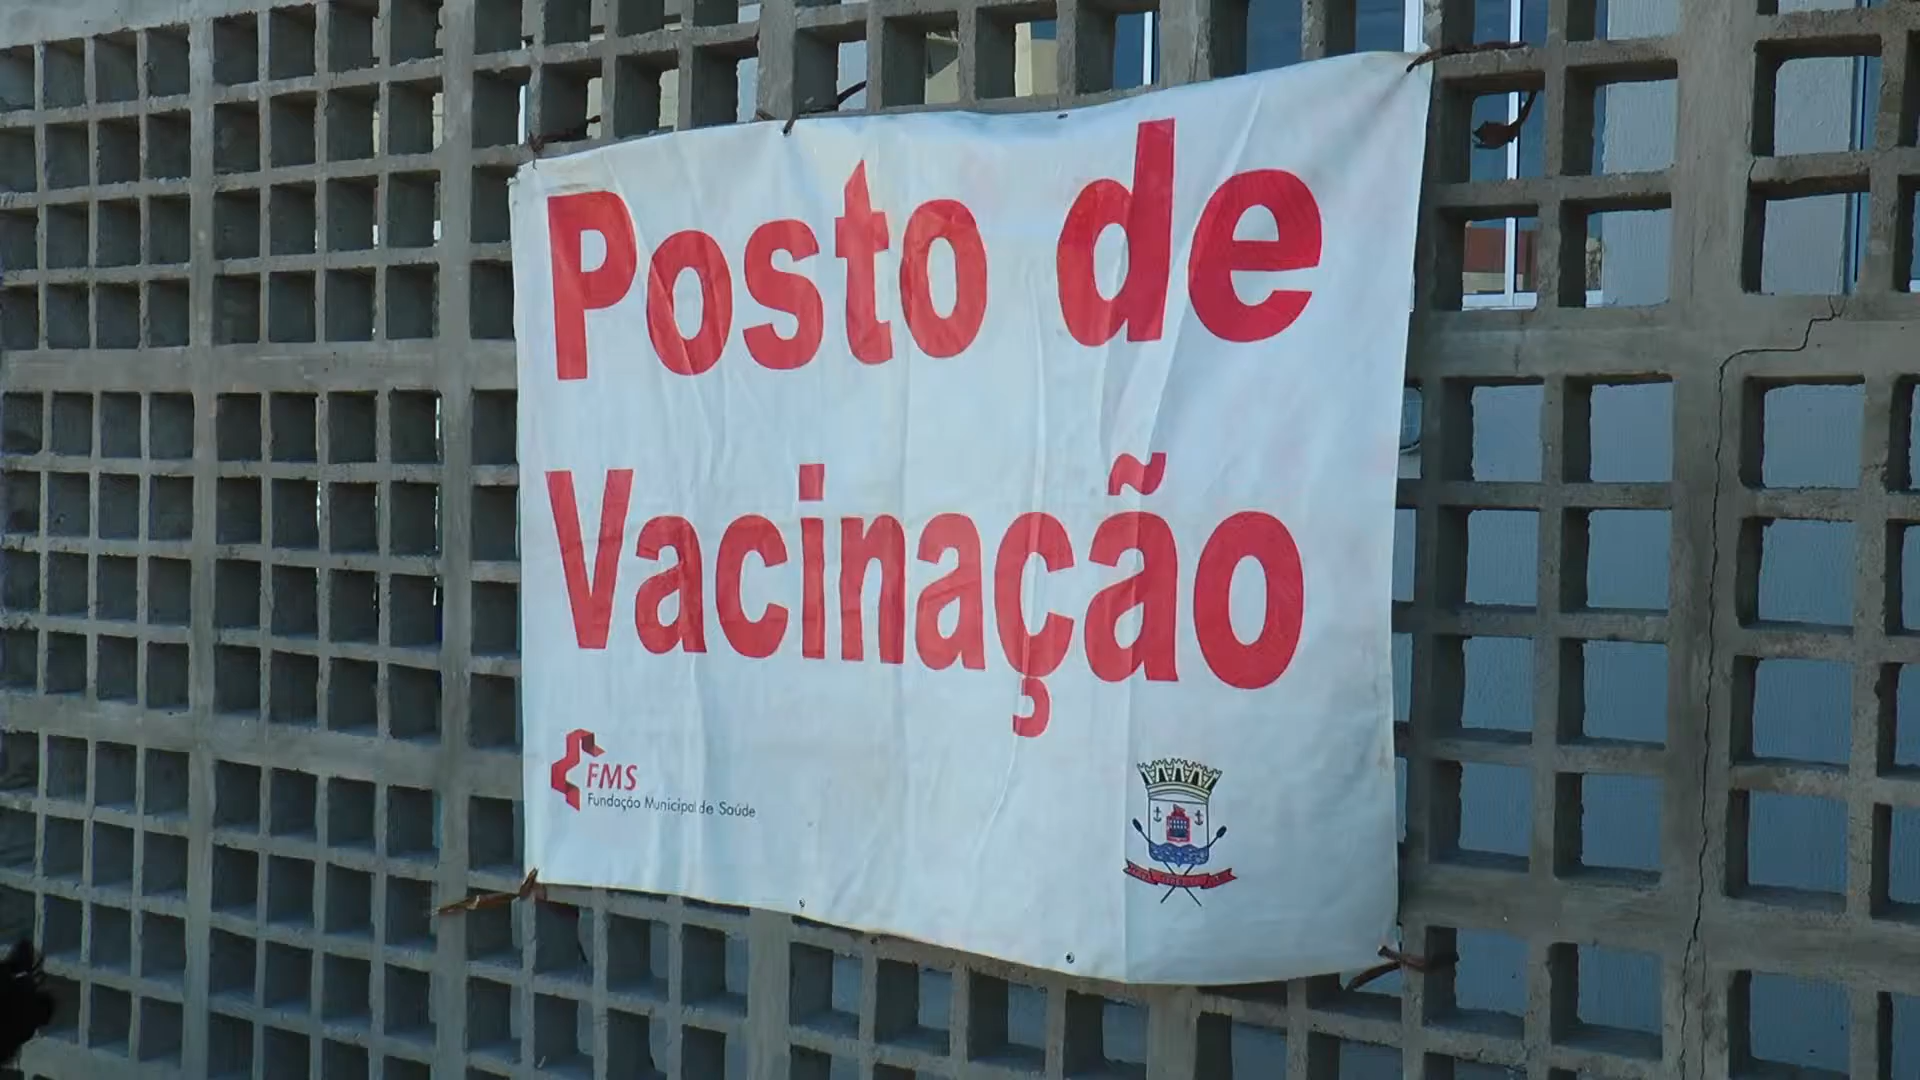 Posto de
Vacinação
FMS
Fundação Municipal de Saúde